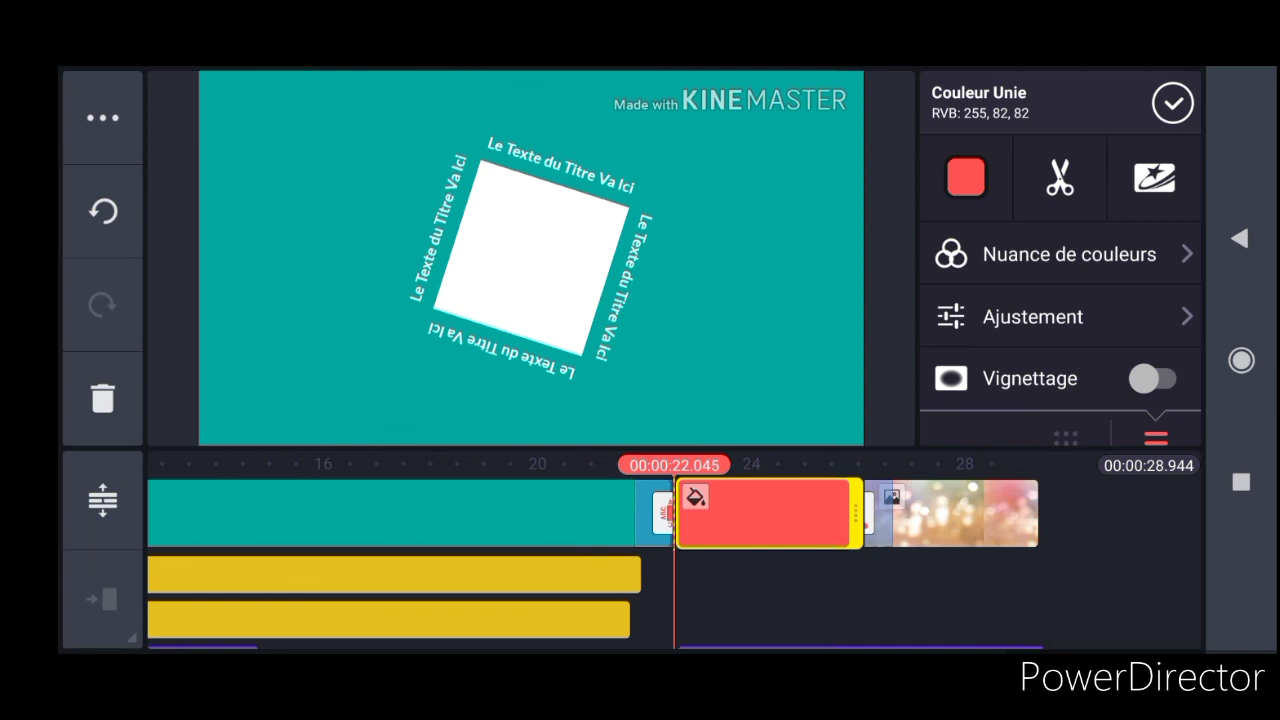 Made with KINEMASTER
Le Texte du Titre Va Ici
Le Texte du Titre Va Ici
Le Texte du Titre Va Ici
Le Texte du Titre Va Ici
Couleur Unie
RVB: 255, 82, 82
Nuance de couleurs
Ajustement
Vignettage
16
20
00:00:22.045
24
28
00:00:28.944
ABC
PowerDirector